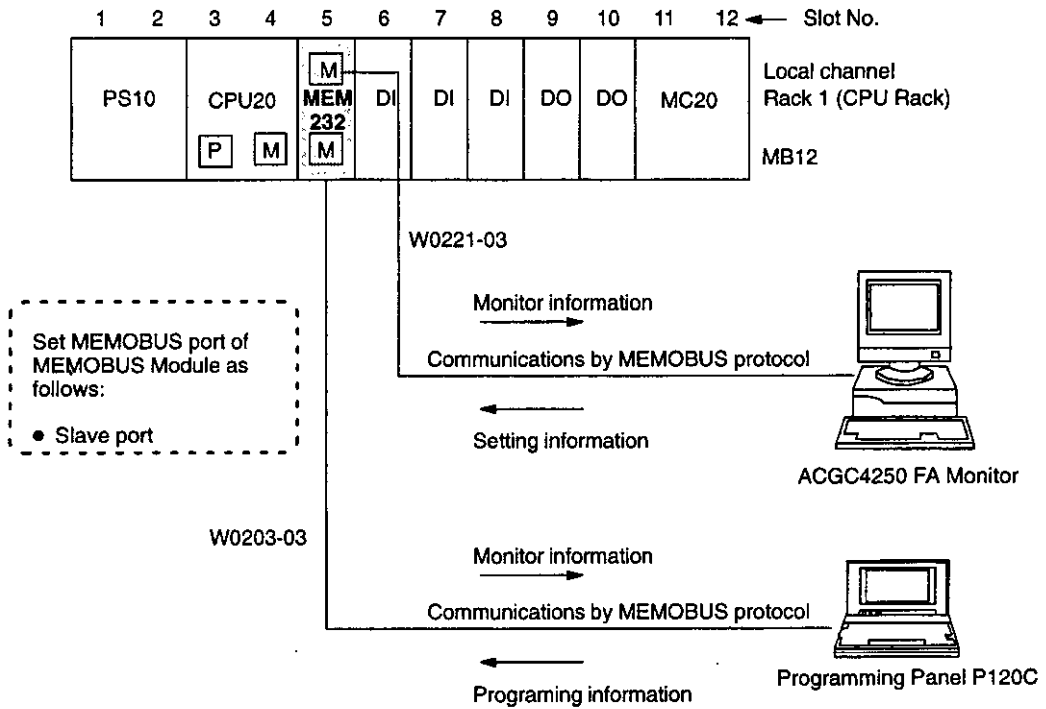 1 2 3 4 5 6 7 8 9 10 11 12 Slot No.
PS10 CPU20 M MEM 232 M DI DI DI DO DO MC20
P M
Local channel
Rack 1 (CPU Rack)
MB12
W0221-03
Monitor information
Communications by MEMOBUS protocol
Setting information
ACGC4250 FA Monitor
Set MEMOBUS port of
MEMOBUS Module as
follows:
● Slave port
W0203-03
Monitor information
Communications by MEMOBUS protocol
Programing information
Programming Panel P120C